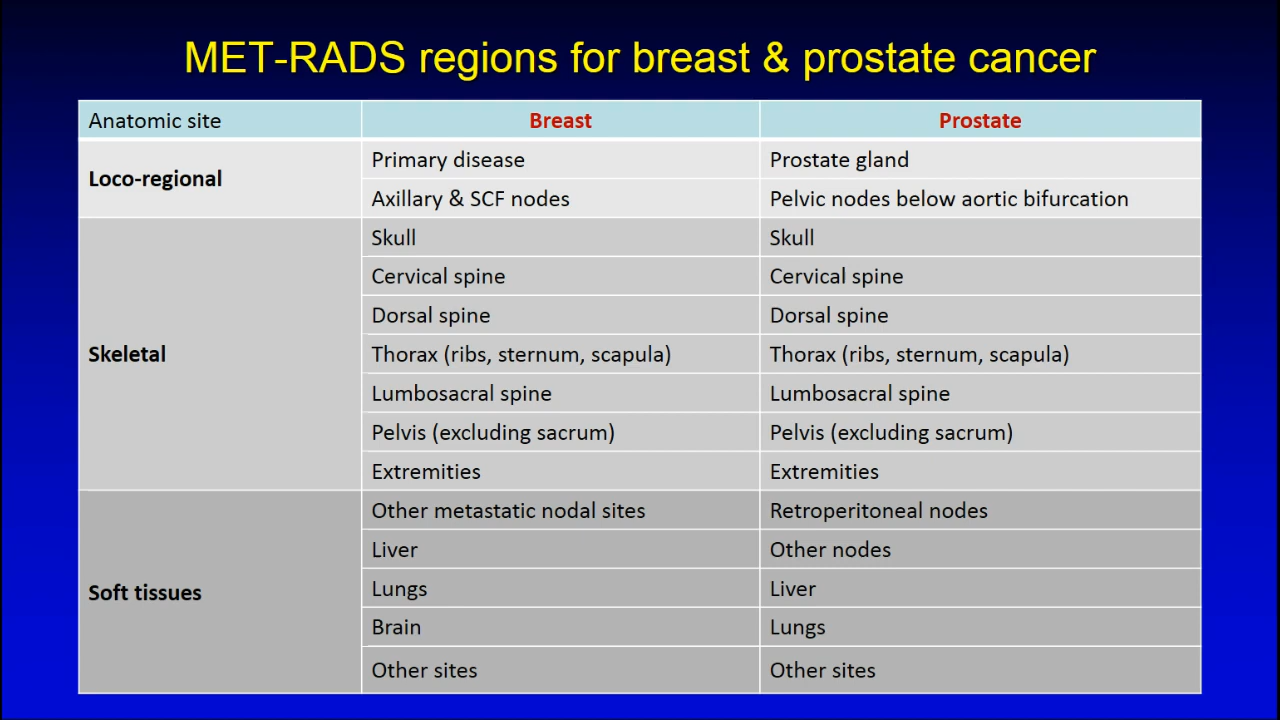 MET-RADS regions for breast & prostate cancer
Anatomic site Breast Prostate
Loco-regional
Primary disease Prostate gland
Axillary & SCF nodes Pelvic nodes below aortic bifurcation
Skeletal
Skull Skull
Cervical spine Cervical spine
Dorsal spine Dorsal spine
Thorax (ribs, sternum, scapula) Thorax (ribs, sternum, scapula)
Lumbosacral spine Lumbosacral spine
Pelvis (excluding sacrum) Pelvis (excluding sacrum)
Extremities Extremities
Soft tissues
Other metastatic nodal sites Retroperitoneal nodes
Liver Other nodes
Lungs Liver
Brain Lungs
Other sites Other sites